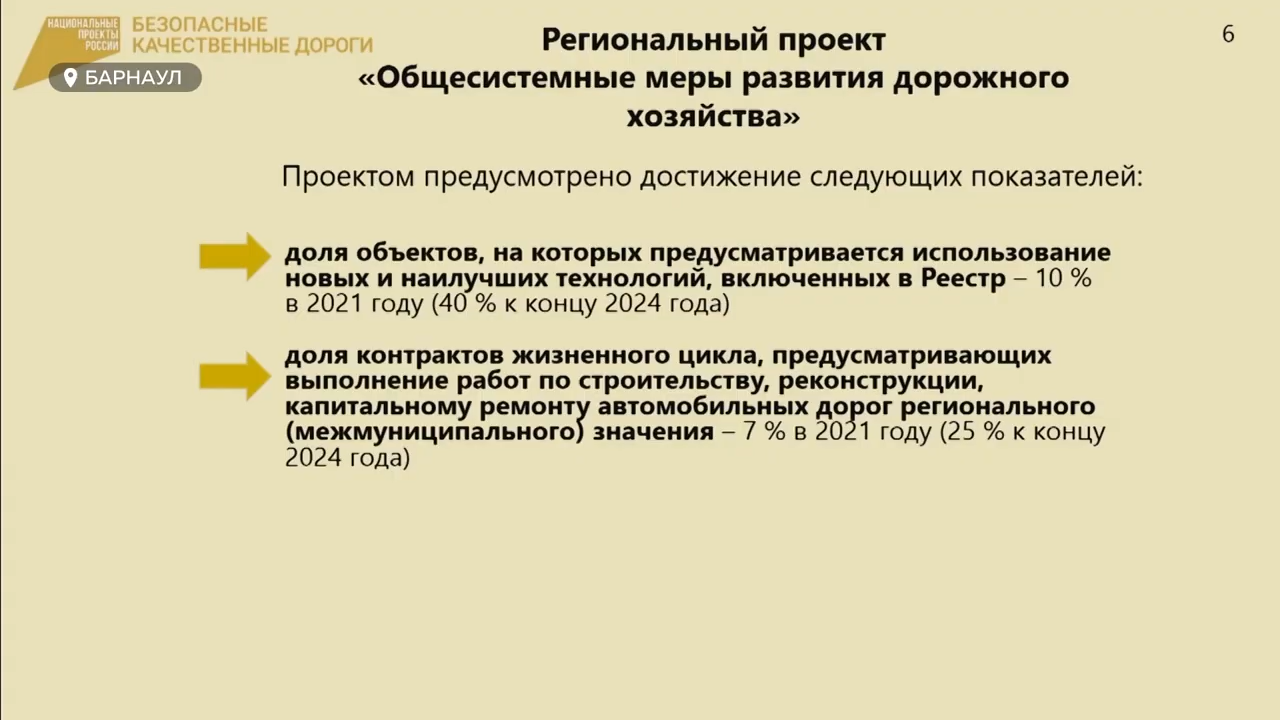 НАЦИОНАЛЬНЫЕ
ПРОЕКТЫ
РОССИИ
БЕЗОПАСНЫЕ
КАЧЕСТВЕННЫЕ ДОРОГИ
БАРНАУЛ
6
Региональный проект
«Общесистемные меры развития дорожного
хозяйства»
Проектом предусмотрено достижение следующих показателей:
доля объектов, на которых предусматривается использование
новых и наилучших технологий, включенных в Реестр – 10 %
в 2021 году (40 % к концу 2024 года)
доля контрактов жизненного цикла, предусматривающих
выполнение работ по строительству, реконструкции,
капитальному ремонту автомобильных дорог регионального
(межмуниципального) значения – 7 % в 2021 году (25 % к концу
2024 года)